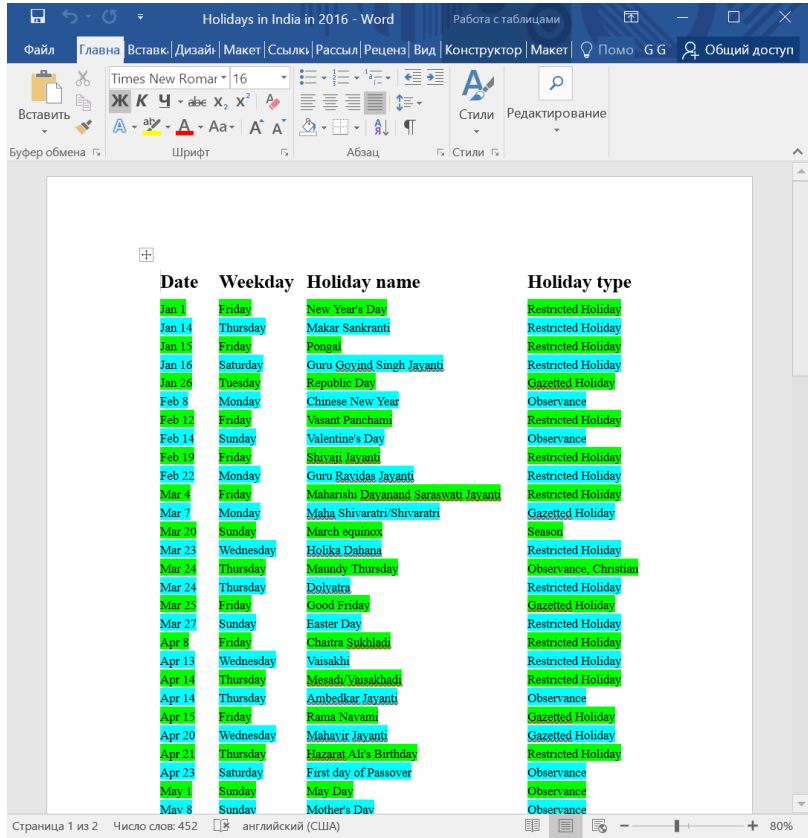 Holidays in India in 2016 - Word Работа с таблицами
Файл Главна Вставк Дизайн Макет Ссылки Рассыл Реценз Вид Конструктор Макет Помо G G Общий доступ
Вставить
Times New Romar 16
Ж К Ч abc x₂ x²
A aby A Aa A A
Стили Редактирование
Буфер обмена Шрифт Абзац Стили
Date Weekday Holiday name Holiday type
Jan 1 Friday New Year's Day Restricted Holiday
Jan 14 Thursday Makar Sankranti Restricted Holiday
Jan 15 Friday Pongal Restricted Holiday
Jan 16 Saturday Guru Govind Singh Jayanti Restricted Holiday
Jan 26 Tuesday Republic Day Gazetted Holiday
Feb 8 Monday Chinese New Year Observance
Feb 12 Friday Vasant Panchami Restricted Holiday
Feb 14 Sunday Valentine's Day Observance
Feb 19 Friday Shivaji Jayanti Restricted Holiday
Feb 22 Monday Guru Ravidas Jayanti Restricted Holiday
Mar 4 Friday Maharishi Dayanand Saraswati Jayanti Restricted Holiday
Mar 7 Monday Maha Shivaratri/Shivaratri Gazetted Holiday
Mar 20 Sunday March equinox Season
Mar 23 Wednesday Holika Dahana Restricted Holiday
Mar 24 Thursday Maundy Thursday Observance, Christian
Mar 24 Thursday Dolyatra Restricted Holiday
Mar 25 Friday Good Friday Gazetted Holiday
Mar 27 Sunday Easter Day Restricted Holiday
Apr 8 Friday Chaitra Sukhladi Restricted Holiday
Apr 13 Wednesday Vaisakhi Restricted Holiday
Apr 14 Thursday Mesadi/Vaisakhadi Restricted Holiday
Apr 14 Thursday Ambedkar Jayanti Observance
Apr 15 Friday Rama Navami Gazetted Holiday
Apr 20 Wednesday Mahavir Jayanti Gazetted Holiday
Apr 21 Thursday Hazarat Ali's Birthday Restricted Holiday
Apr 23 Saturday First day of Passover Observance
May 1 Sunday May Day Observance
May 8 Sunday Mother's Day Observance
Страница 1 из 2 Число слов: 452 английский (США) 80%